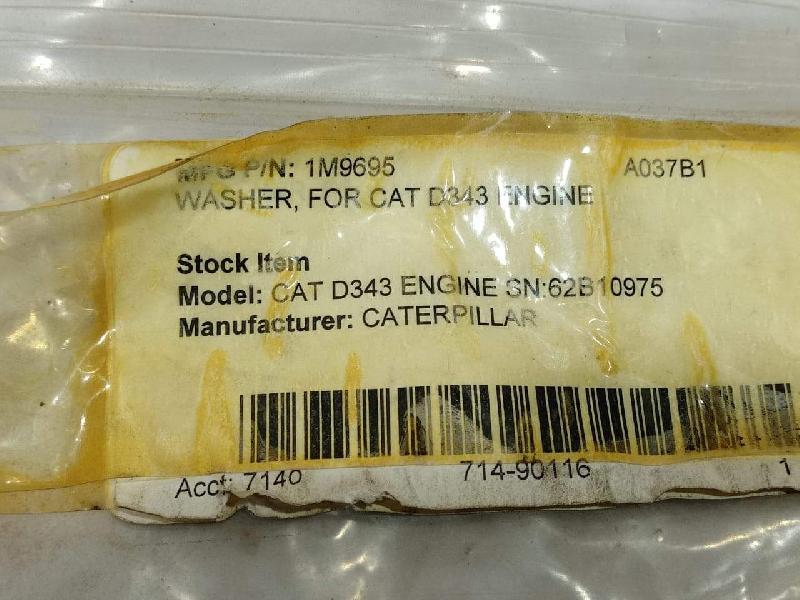 MFG P/N: 1M9695 A037B1
WASHER, FOR CAT D343 ENGINE
Stock Item
Model: CAT D343 ENGINE SN:62B10975
Manufacturer: CATERPILLAR
Acct: 7140 714-90116 1